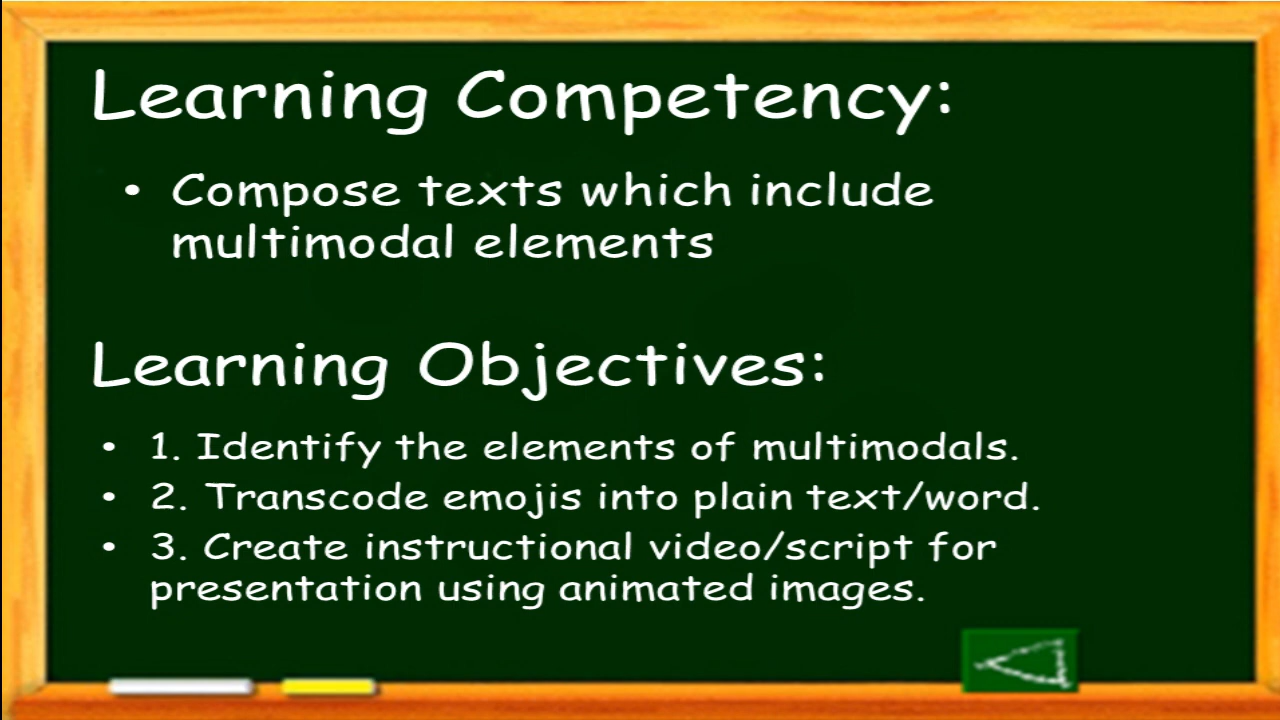 Learning Competency:
• Compose texts which include
multimodal elements
Learning Objectives:
• 1. Identify the elements of multimodals.
• 2. Transcode emojis into plain text/word.
• 3. Create instructional video/script for
presentation using animated images.